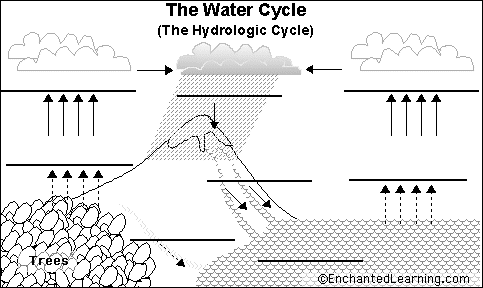 The Water Cycle
(The Hydrologic Cycle)
Trees
©EnchantedLearning.com